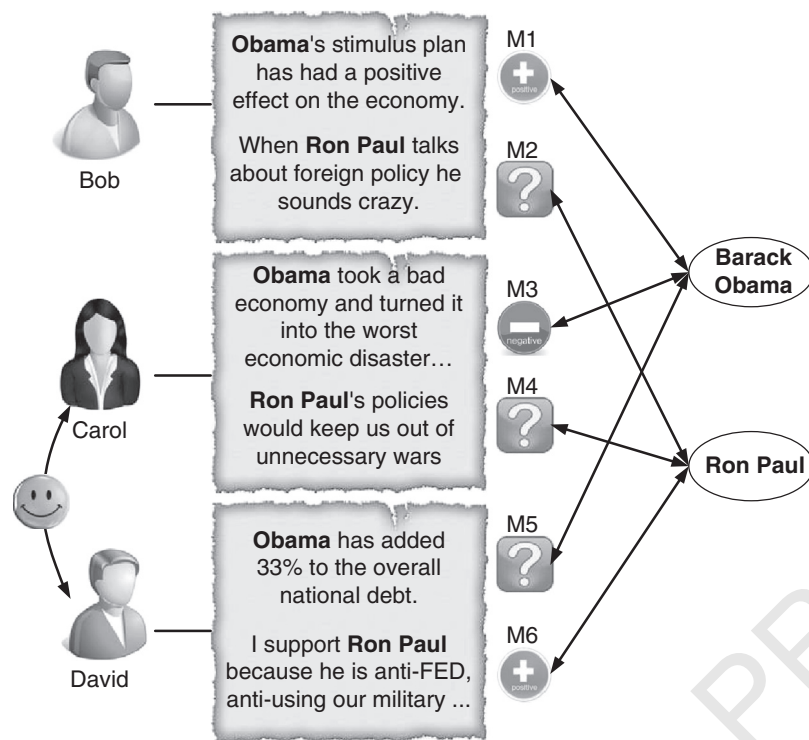 Obama's stimulus plan
has had a positive
effect on the economy.
When Ron Paul talks
about foreign policy he
sounds crazy.
Bob
M1
positive
M2
Barack
Obama
Obama took a bad
economy and turned it
into the worst
economic disaster…
Ron Paul's policies
would keep us out of
unnecessary wars
Carol
M3
negative
M4
Ron Paul
Obama has added
33% to the overall
national debt.
I support Ron Paul
because he is anti-FED,
anti-using our military ...
David
M5
M6
positive